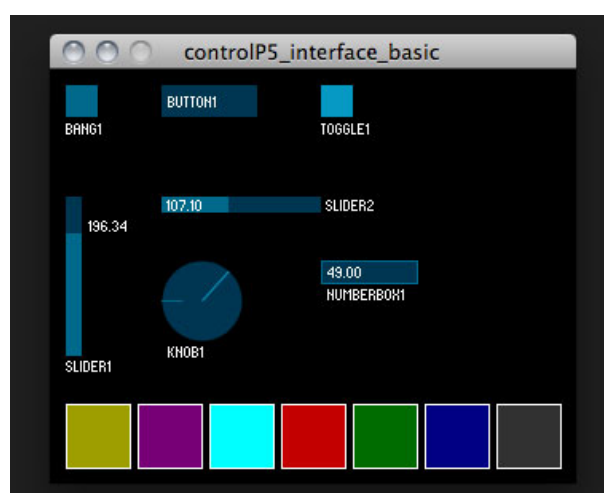 controlP5_interface_basic
BUTTON1
BANG1
TOGGLE1
107.10
SLIDER2
196.34
49.00
NUMBERBOX1
KNOB1
SLIDER1